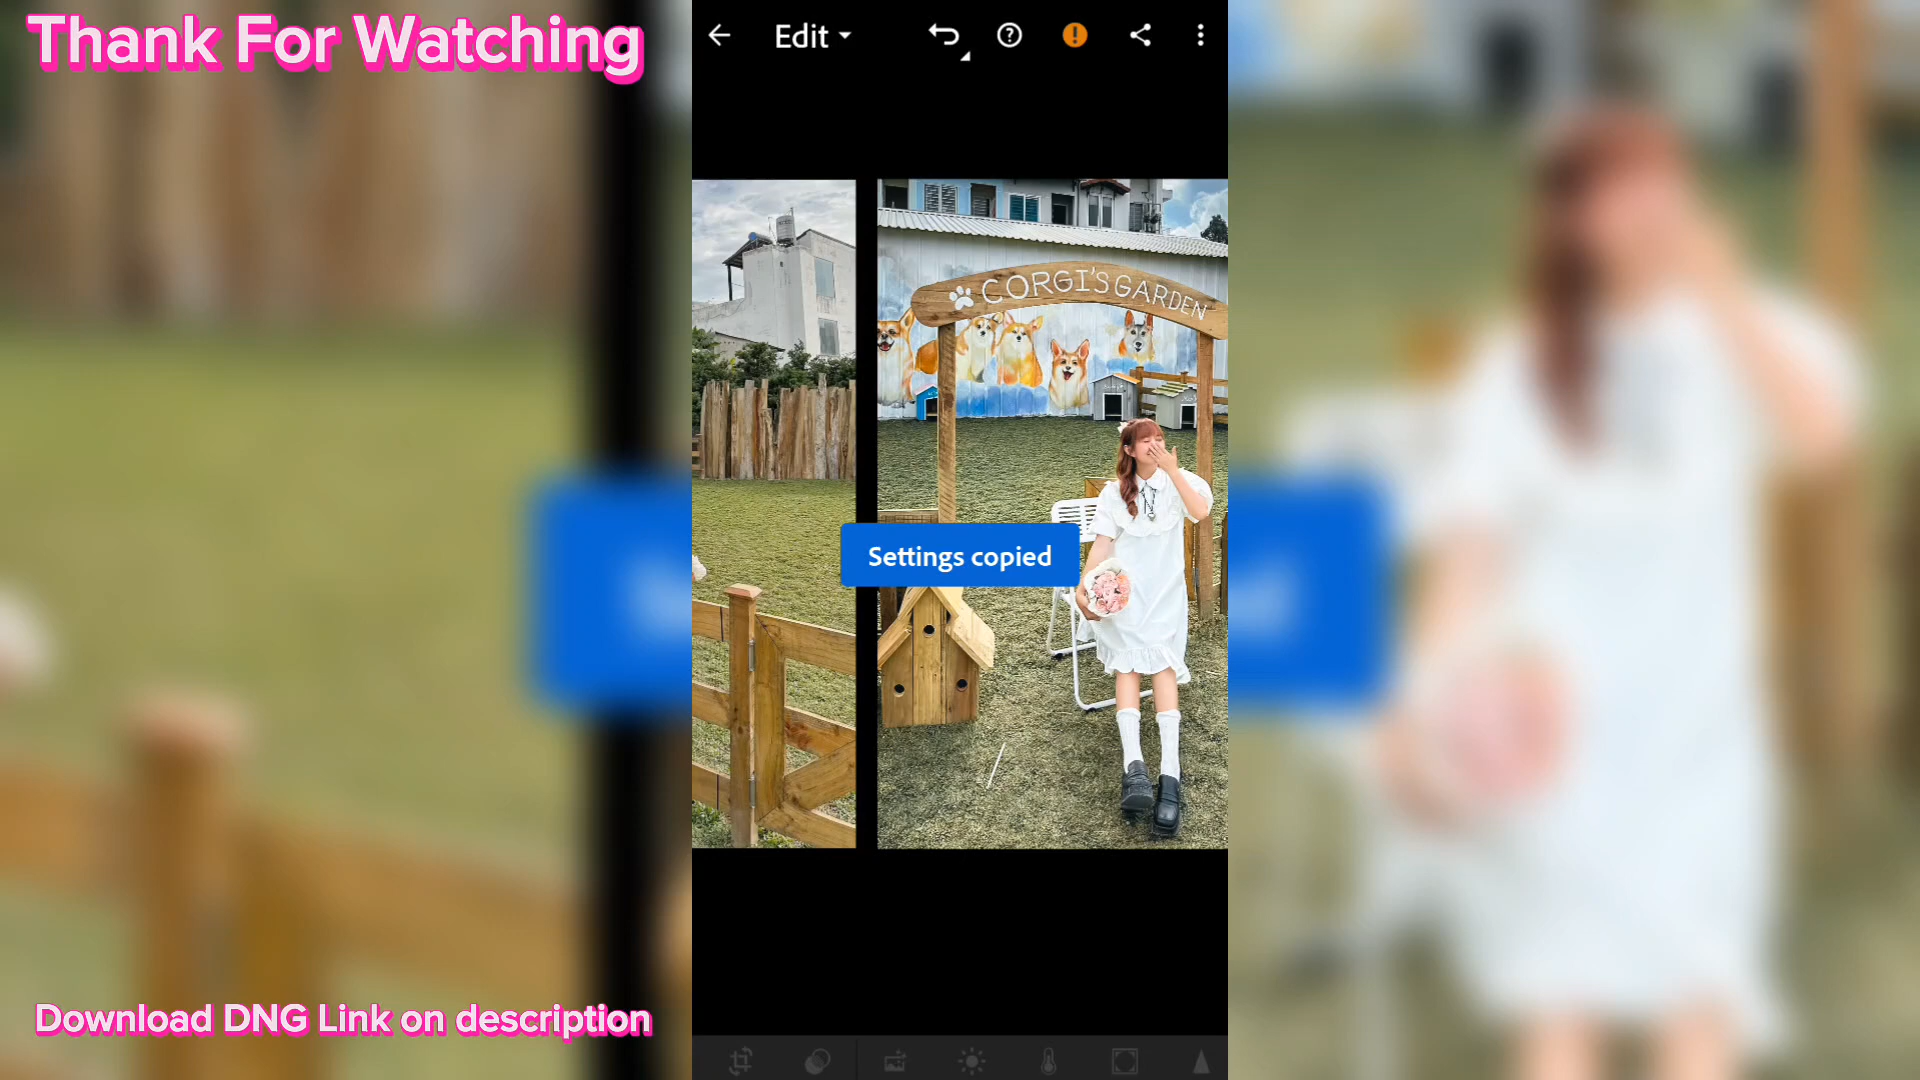 Thank For Watching
Edit
CORGI'S GARDEN
Settings copied
Download DNG Link on description